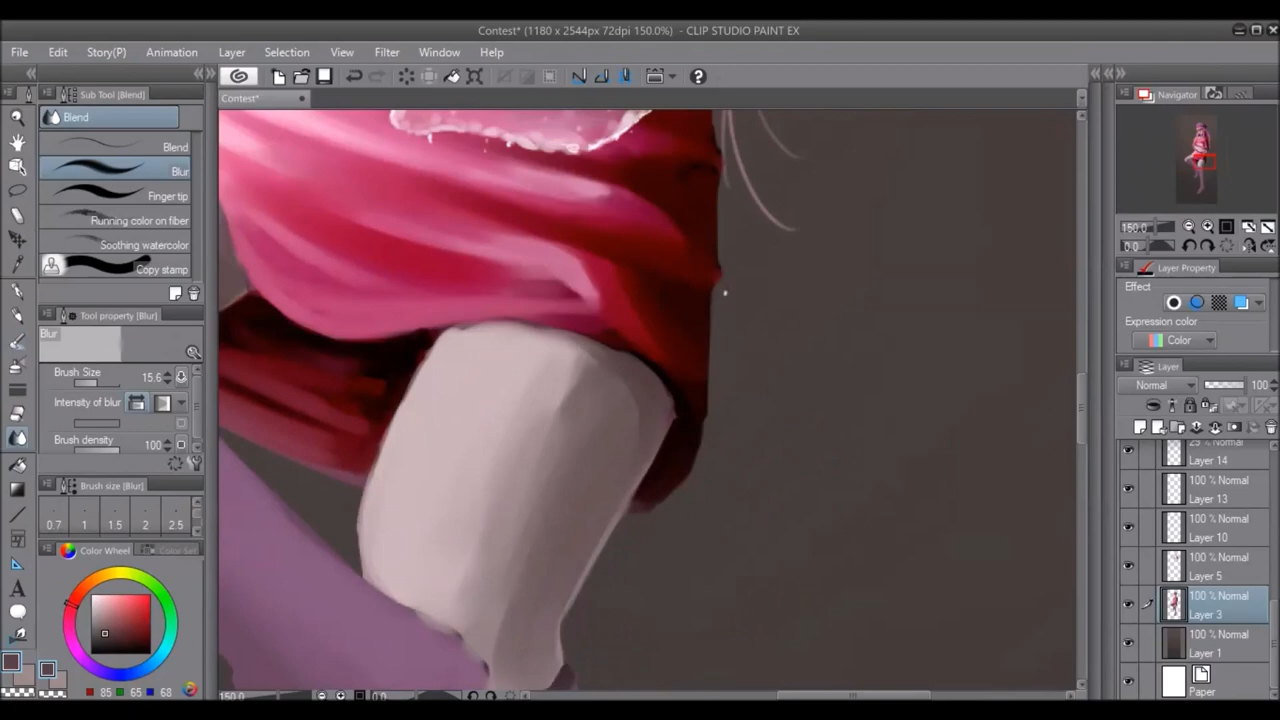 Contest* (1180 x 2544px 72dpi 150.0%) - CLIP STUDIO PAINT EX
File Edit Story(P) Animation Layer Selection View Filter Window Help
Sub Tool [Blend]
Blend
Blend
Blur
Finger tip
Running color on fiber
Soothing watercolor
Copy stamp
Tool property [Blur]
Blur
Brush Size 15.6
Intensity of blur
Brush density 100
Brush size [Blur]
0.7 1 1.5 2 2.5
Color Wheel Color Set
85 65 68
Contest*
150.0 0.0
Navigator
150.0
0.0
Layer Property
Effect
Expression color
Color
Layer
Normal 100
29 % Normal
Layer 14
100 % Normal
Layer 13
100 % Normal
Layer 10
100 % Normal
Layer 5
100 % Normal
Layer 3
100 % Normal
Layer 1
Paper